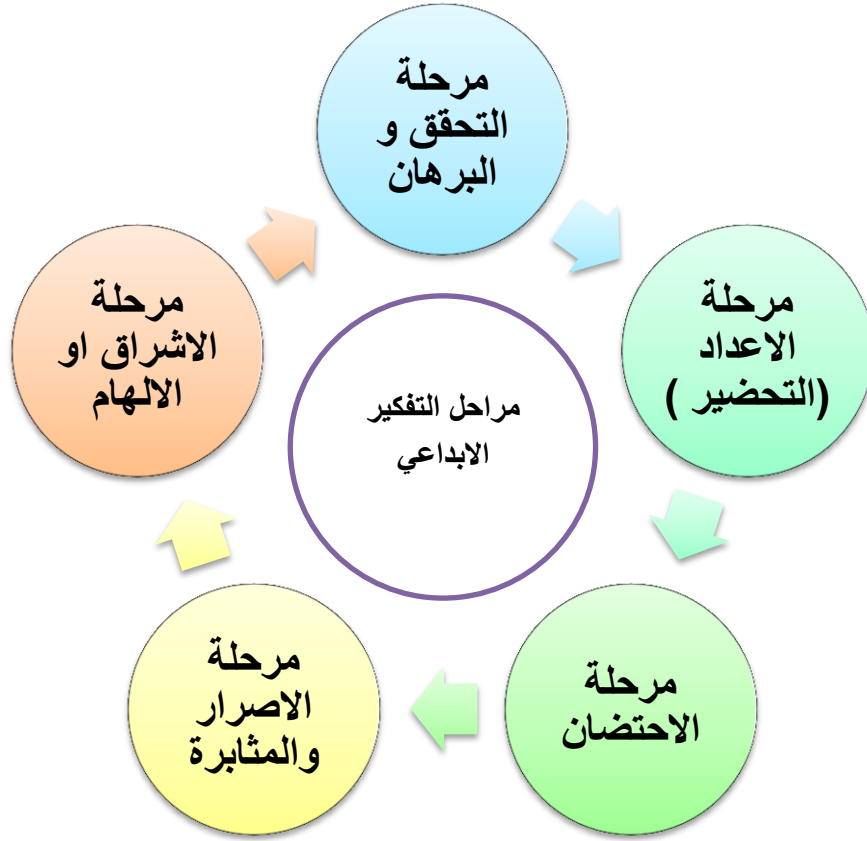 مرحلة
التحقق و
البرهان
مرحلة
الاعداد
(التحضير )
مرحلة
الاحتضان
مرحلة
الاصرار
والمثابرة
مرحلة
الاشراق او
الالهام
مراحل التفكير
الابداعي